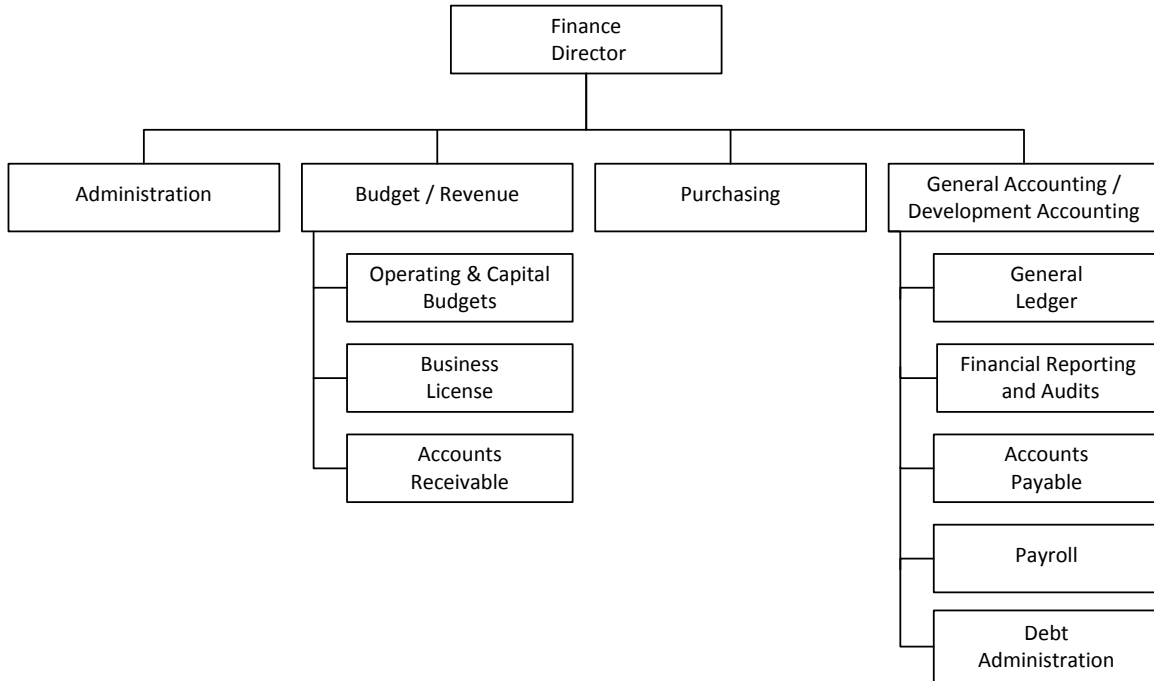 Finance
Director
Administration
Budget / Revenue
Purchasing
General Accounting /
Development Accounting
Operating & Capital
Budgets
Business
License
Accounts
Receivable
General
Ledger
Financial Reporting
and Audits
Accounts
Payable
Payroll
Debt
Administration